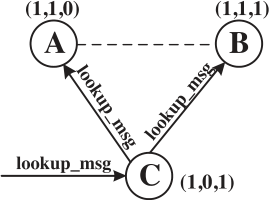 (1,1,0)
(1,1,1)
A
B
lookup_msg
lookup_msg
lookup_msg
C
(1,0,1)